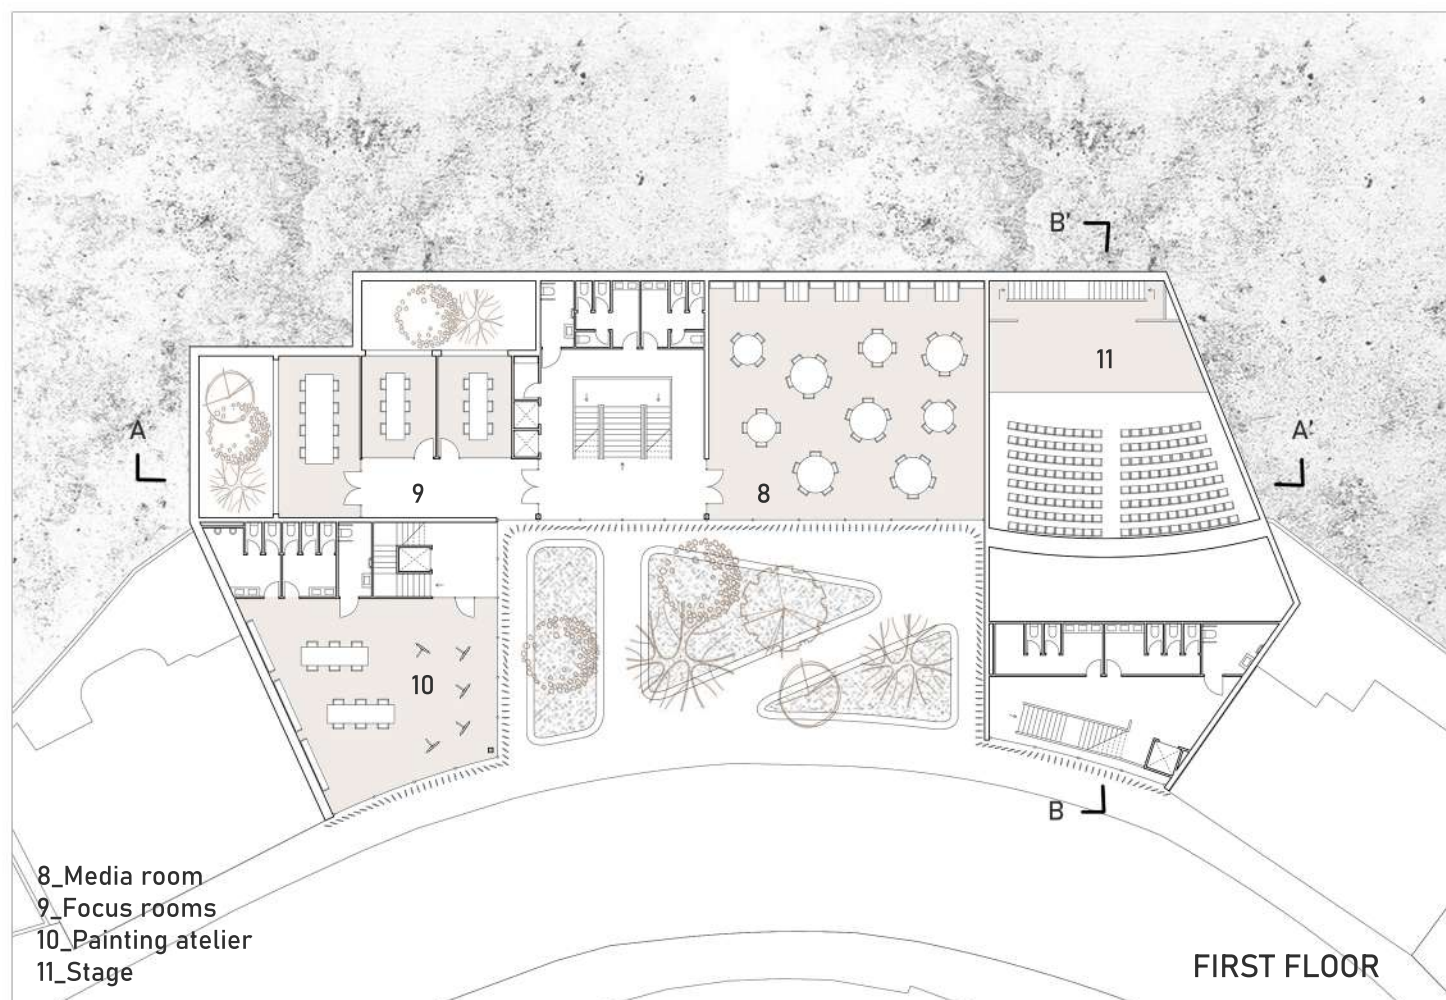 B'
A
A'
11
9
8
10
B
8_Media room
9_Focus rooms
10_Painting atelier
11_Stage
FIRST FLOOR